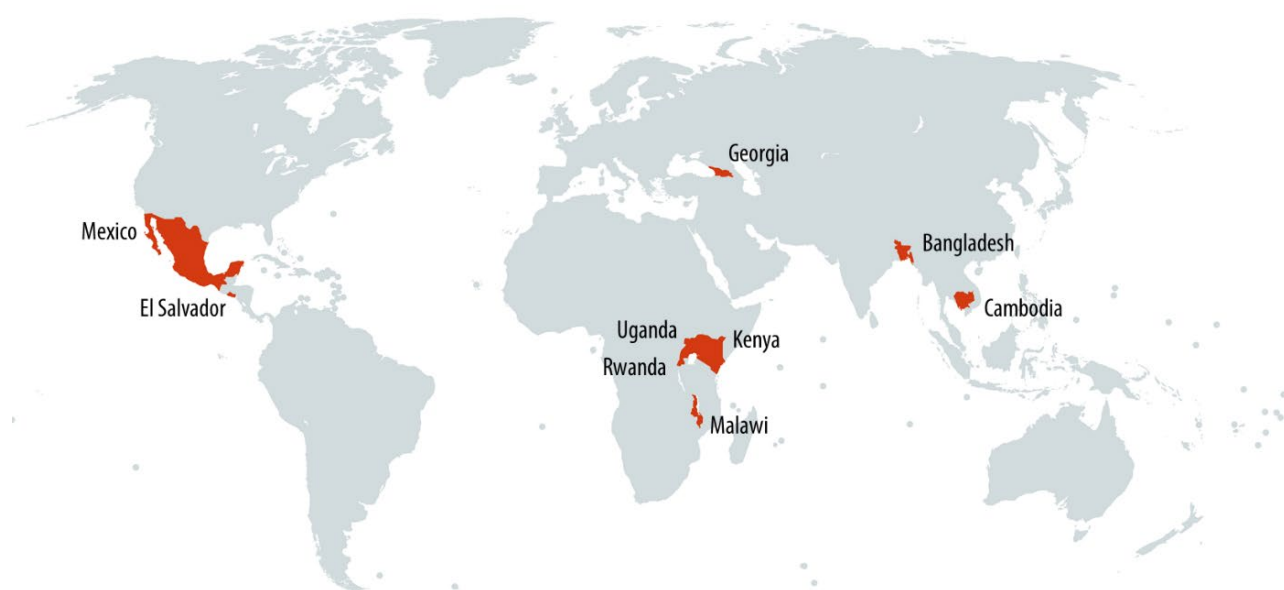 Georgia
Mexico
Bangladesh
El Salvador
Cambodia
Uganda
Kenya
Rwanda
Malawi